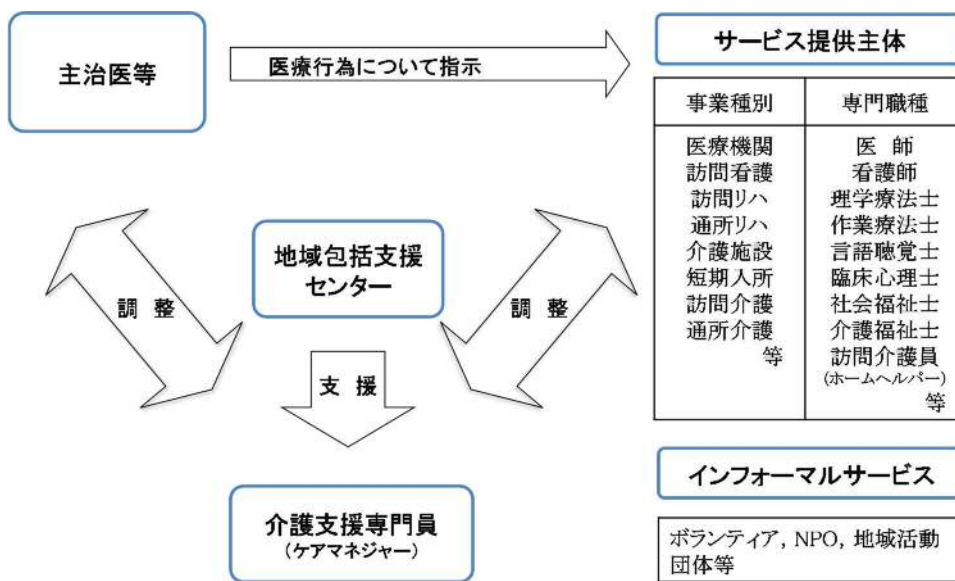 主治医等
医療行為について指示
サービス提供主体
事業種別 専門職種
医療機関 医 師
訪問看護 看護師
訪問リハ 理学療法士
通所リハ 作業療法士
介護施設 言語聴覚士
短期入所 臨床心理士
訪問介護 社会福祉士
通所介護 介護福祉士
等 訪問介護員
(ホームヘルパー)
等
地域包括支援
センター
調 整
調 整
支 援
介護支援専門員
(ケアマネジャー)
インフォーマルサービス
ボランティア, NPO, 地域活動
団体等